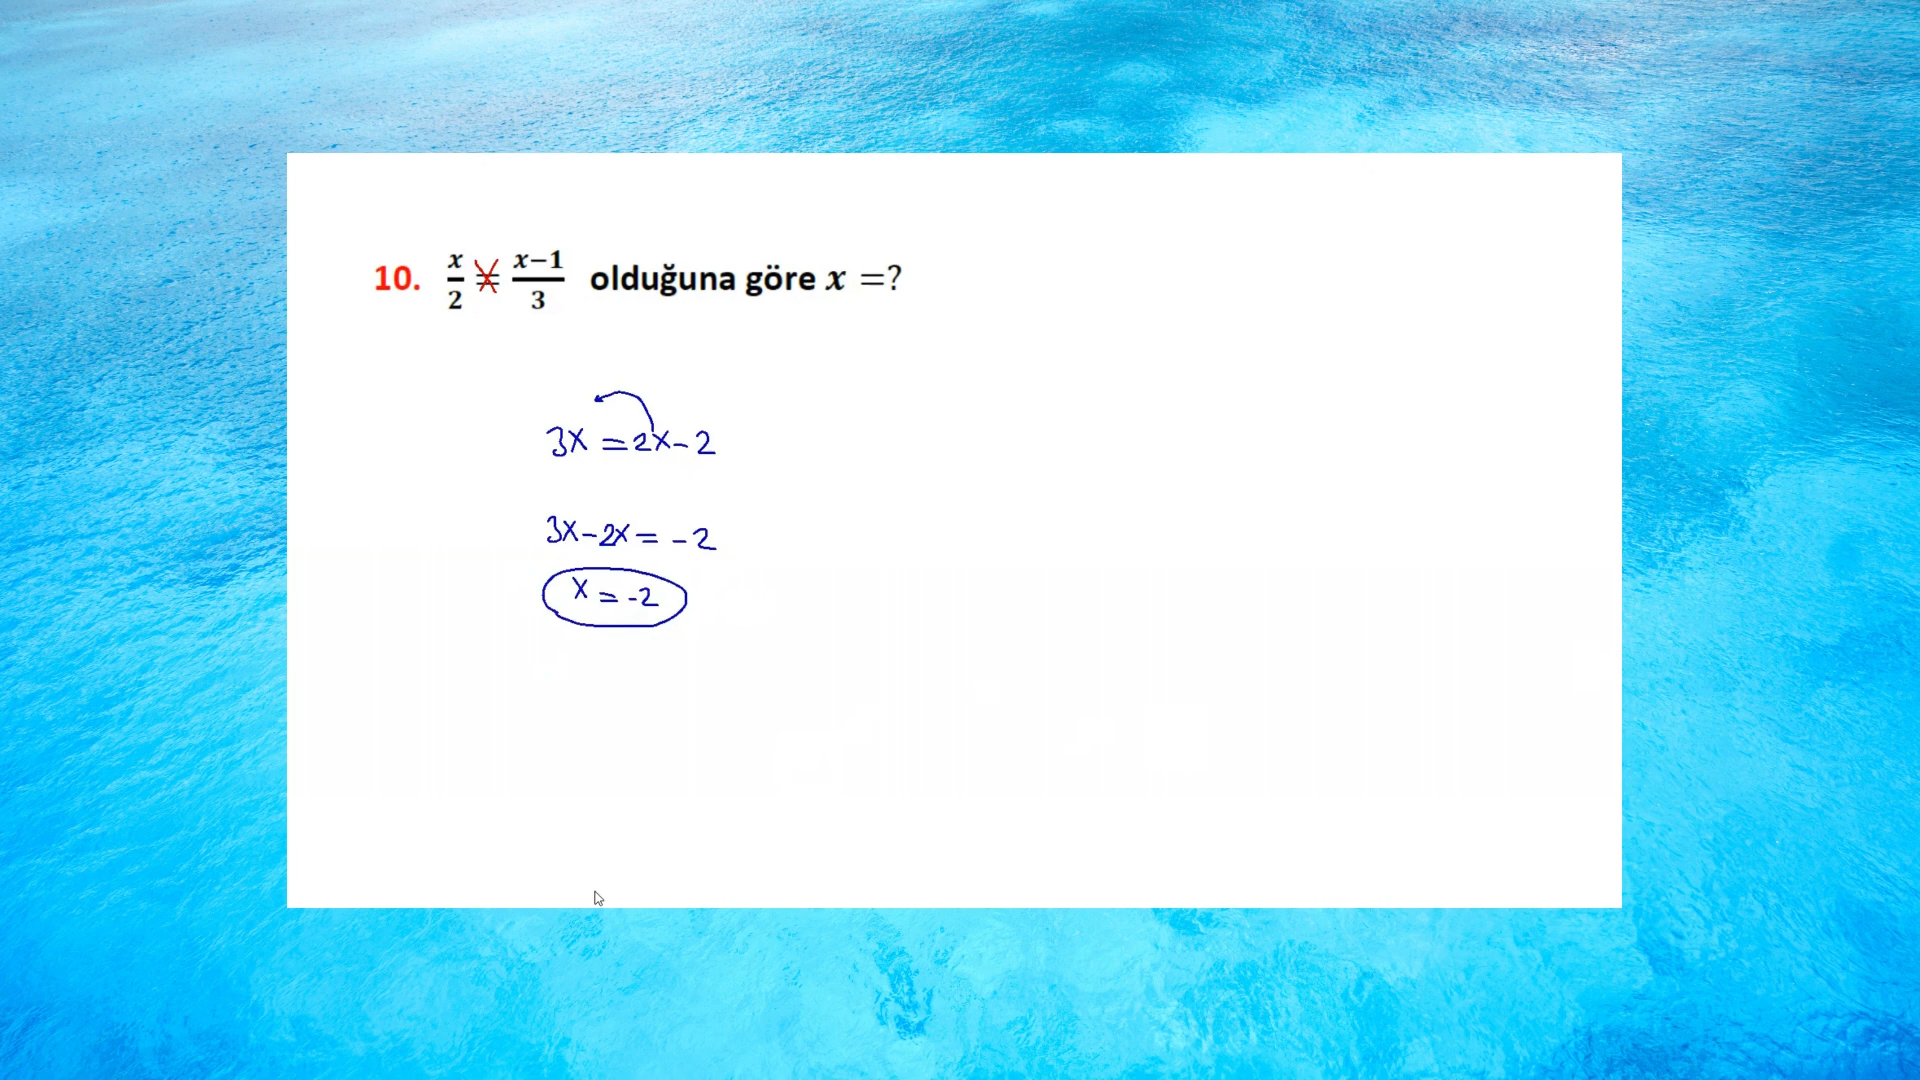 10. x/2 = x−1/3 olduğuna göre x =?
3x = 2x - 2
3x - 2x = - 2
x = -2